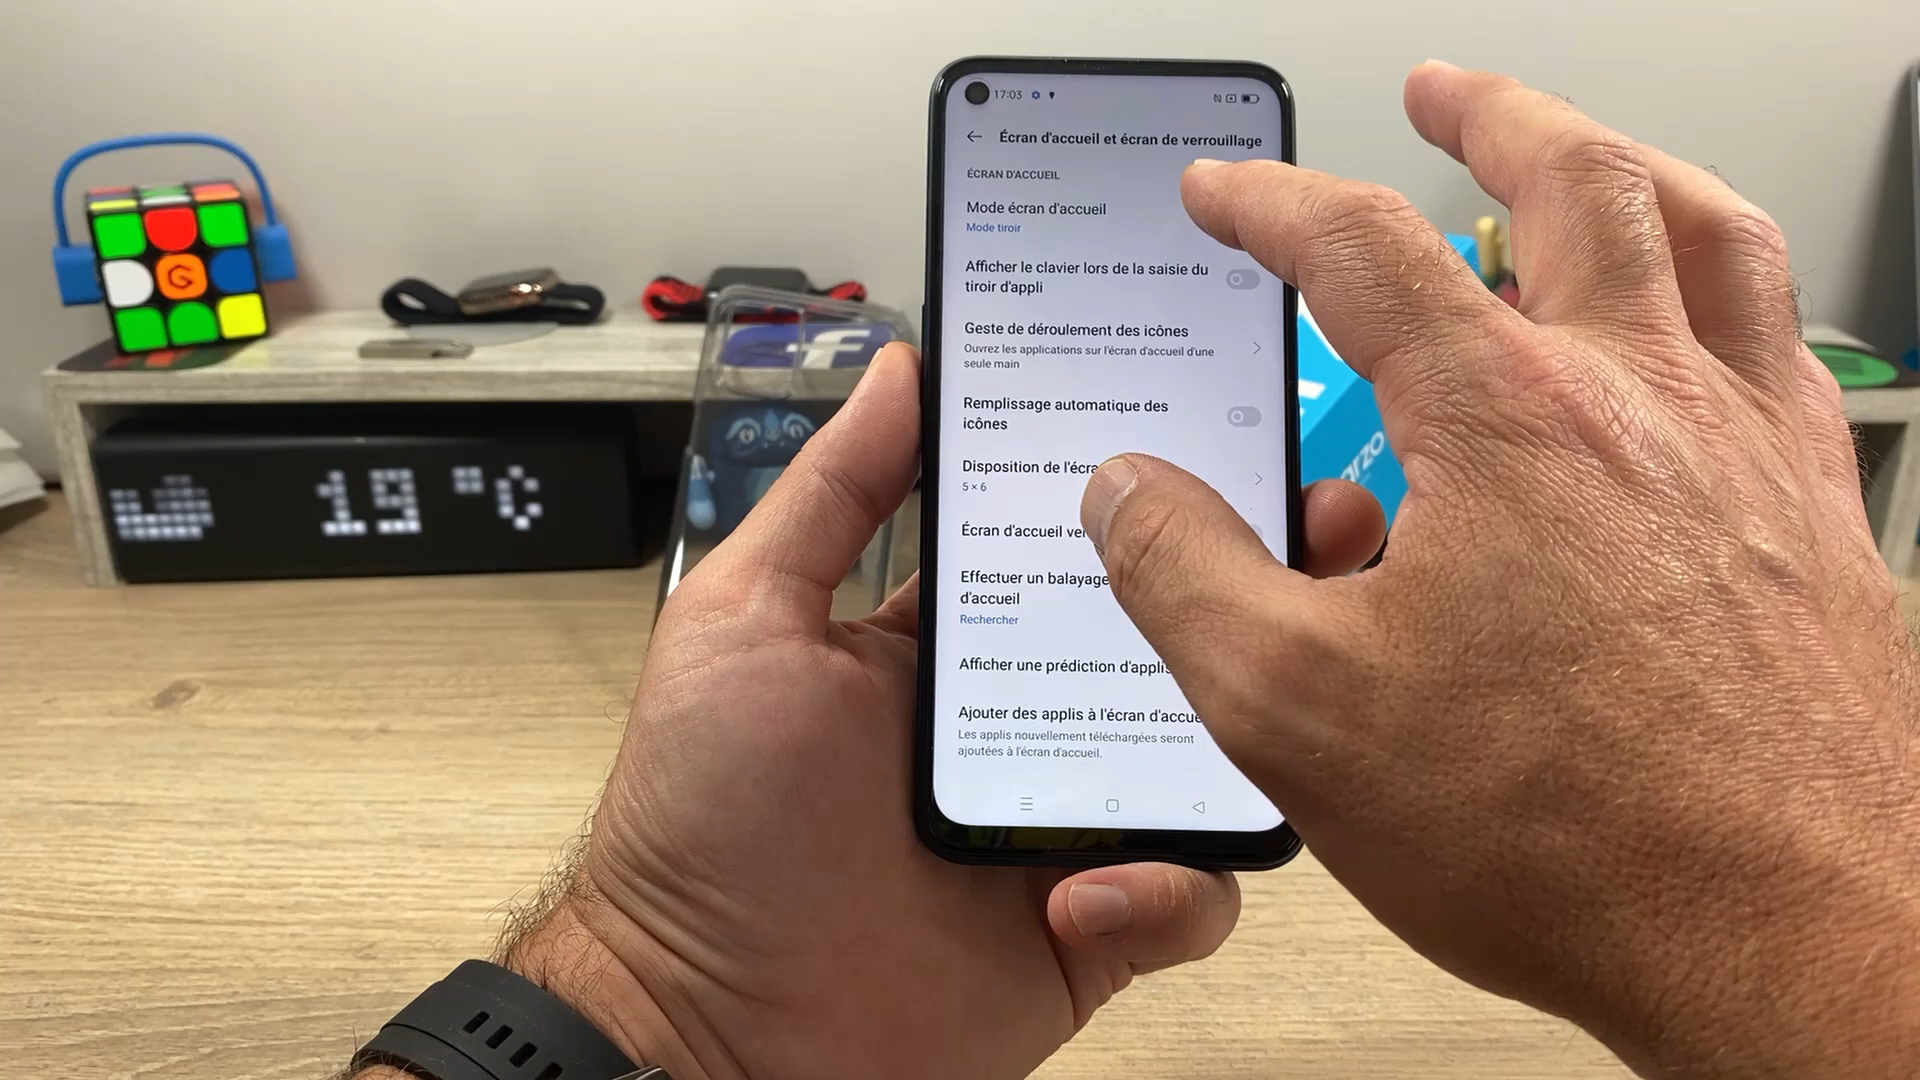 17:03
Écran d'accueil et écran de verrouillage
ÉCRAN D'ACCUEIL
Mode écran d'accueil
Mode tiroir
Afficher le clavier lors de la saisie du
tiroir d'appli
Geste de déroulement des icônes
Ouvrez les applications sur l'écran d'accueil d'une
seule main
Remplissage automatique des
icônes
Disposition de l'écra
5 × 6
Écran d'accueil ver
Effectuer un balayage
d'accueil
Rechercher
Afficher une prédiction d'applis
Ajouter des applis à l'écran d'accue
Les applis nouvellement téléchargées seront
ajoutées à l'écran d'accueil.
19 °C
G
f
arzo